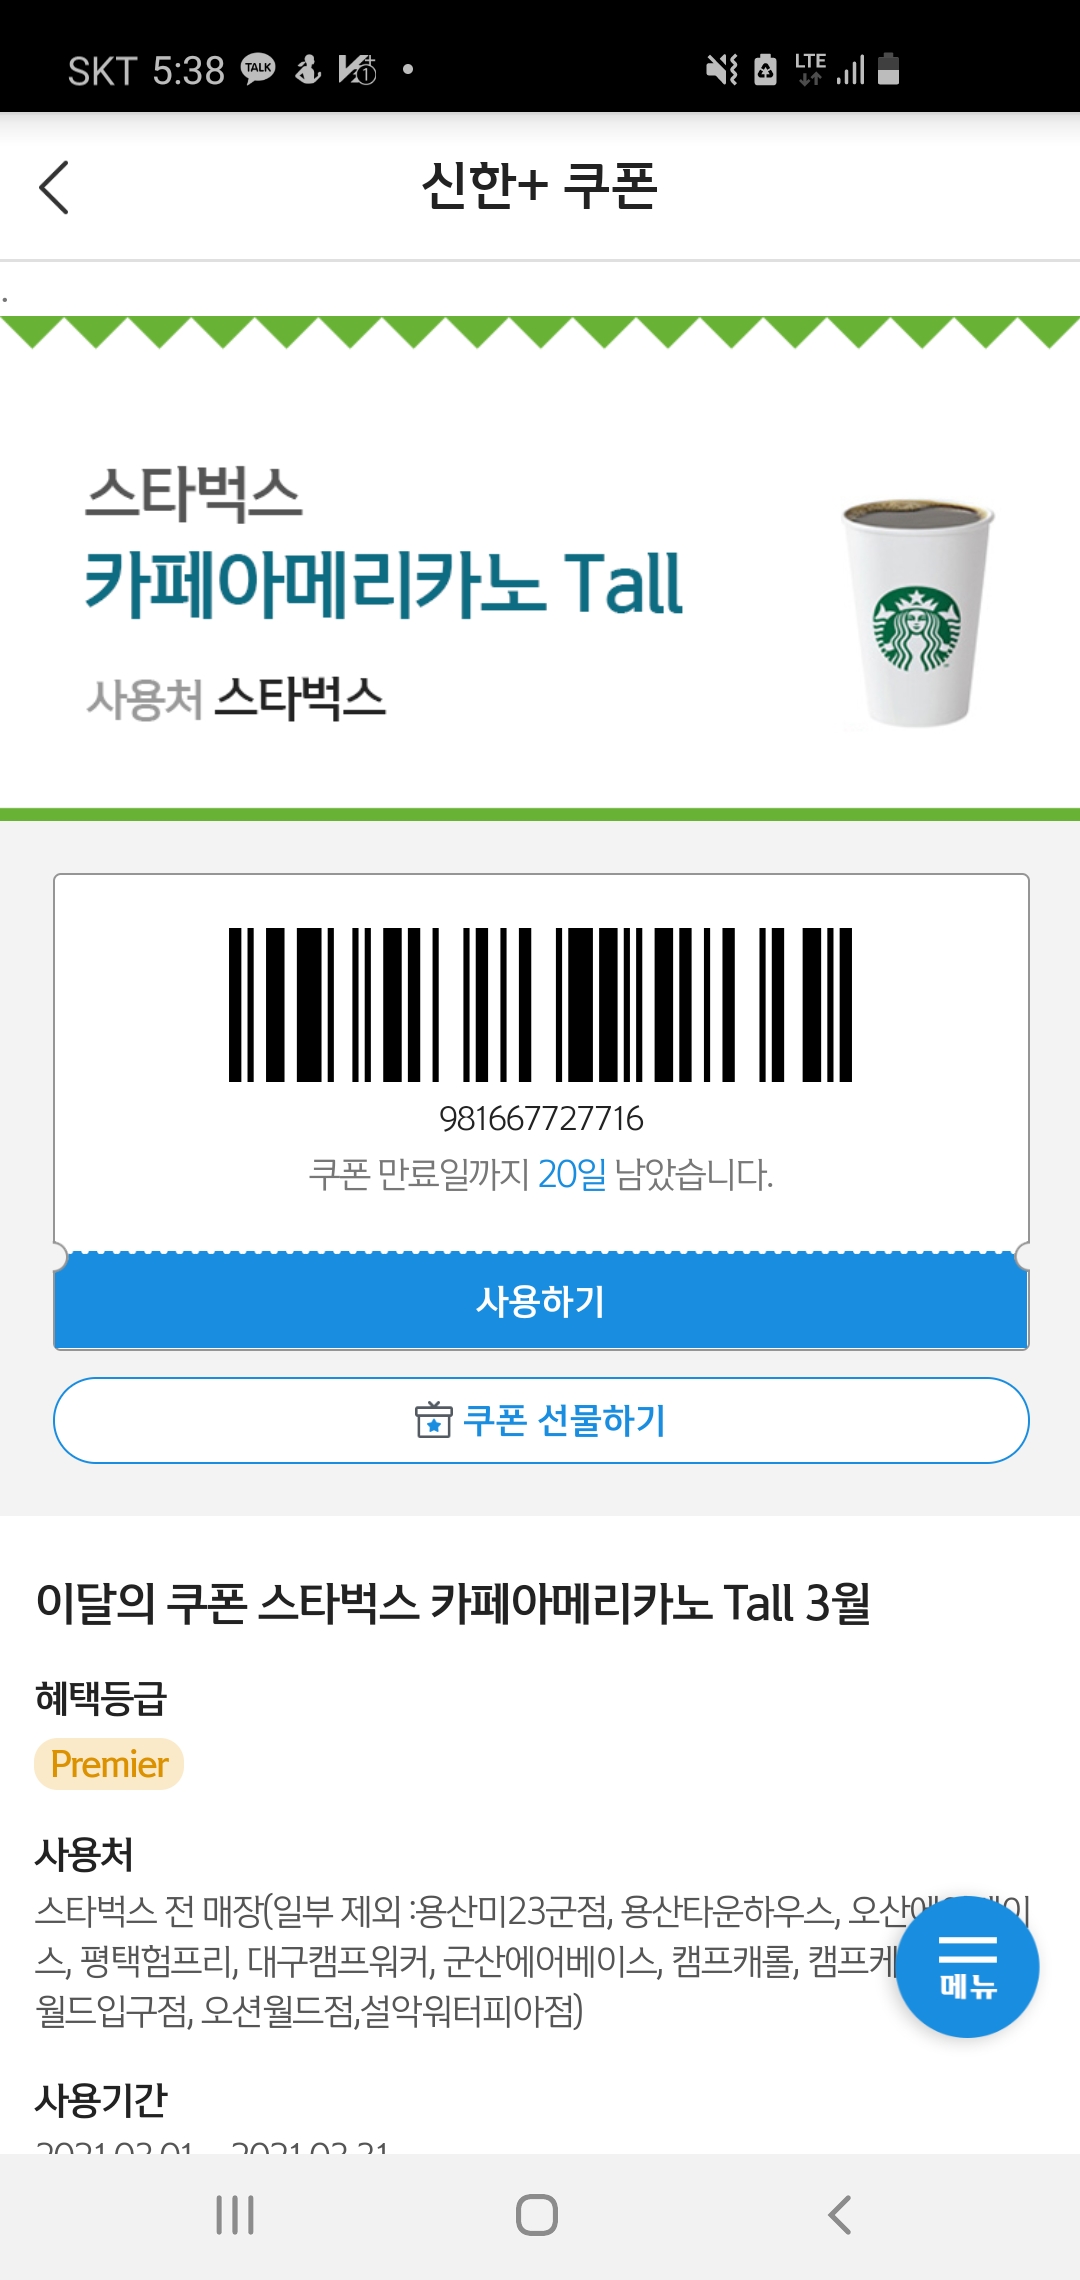 SKT 5:38 TALK
LTE
신한+ 쿠폰
.
스타벅스
카페아메리카노 Tall
사용처 스타벅스
981667727716
쿠폰 만료일까지 20일 남았습니다.
사용하기
쿠폰 선물하기
이달의 쿠폰 스타벅스 카페아메리카노 Tall 3월
혜택등급
Premier
사용처
스타벅스 전 매장(일부 제외 :용산미23군점, 용산타운하우스,
스, 평택험프리, 대구캠프워커, 군산에어베이스, 캠프캐롤, 캠프케
월드입구점, 오션월드점,설악워터피아점)
메뉴
사용기간